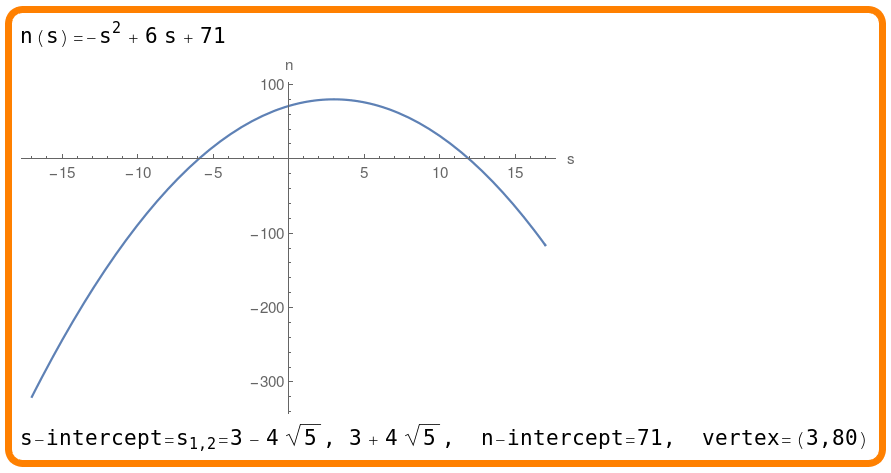 n(s)=-s² + 6 s + 71
n
100
s
-15 -10 -5 5 10 15
-100
-200
-300
s-intercept=s₁,₂=3 - 4 √5, 3 + 4 √5, n-intercept=71, vertex=(3,80)